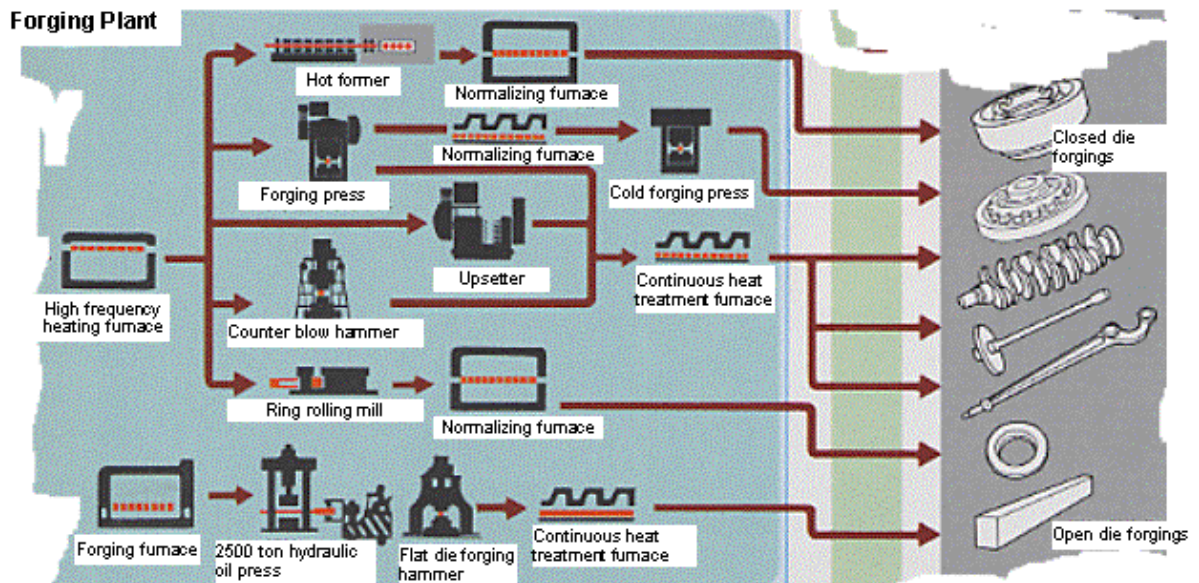 Forging Plant
Hot former
Normalizing furnace
Closed die
forgings
Forging press
Normalizing furnace
Cold forging press
High frequency
heating furnace
Upsetter
Continuous heat
treatment furnace
Counter blow hammer
Ring rolling mill
Normalizing furnace
Forging furnace
2500 ton hydraulic
oil press
Flat die forging
hammer
Continuous heat
treatment furnace
Open die forgings